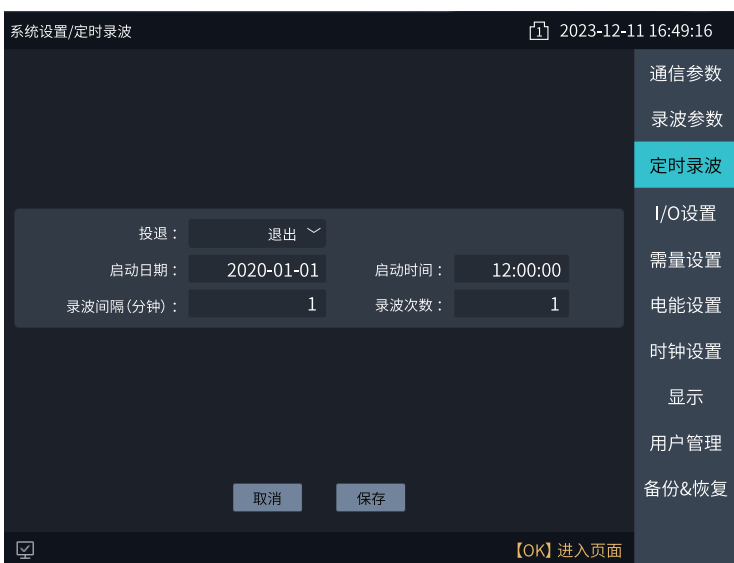 系统设置/定时录波
1 2023-12-11 16:49:16
通信参数
录波参数
定时录波
I/O设置
需量设置
电能设置
时钟设置
显示
用户管理
备份&恢复
投退： 退出
启动日期： 2020-01-01 启动时间： 12:00:00
录波间隔(分钟)： 1 录波次数： 1
取消 保存
【OK】进入页面